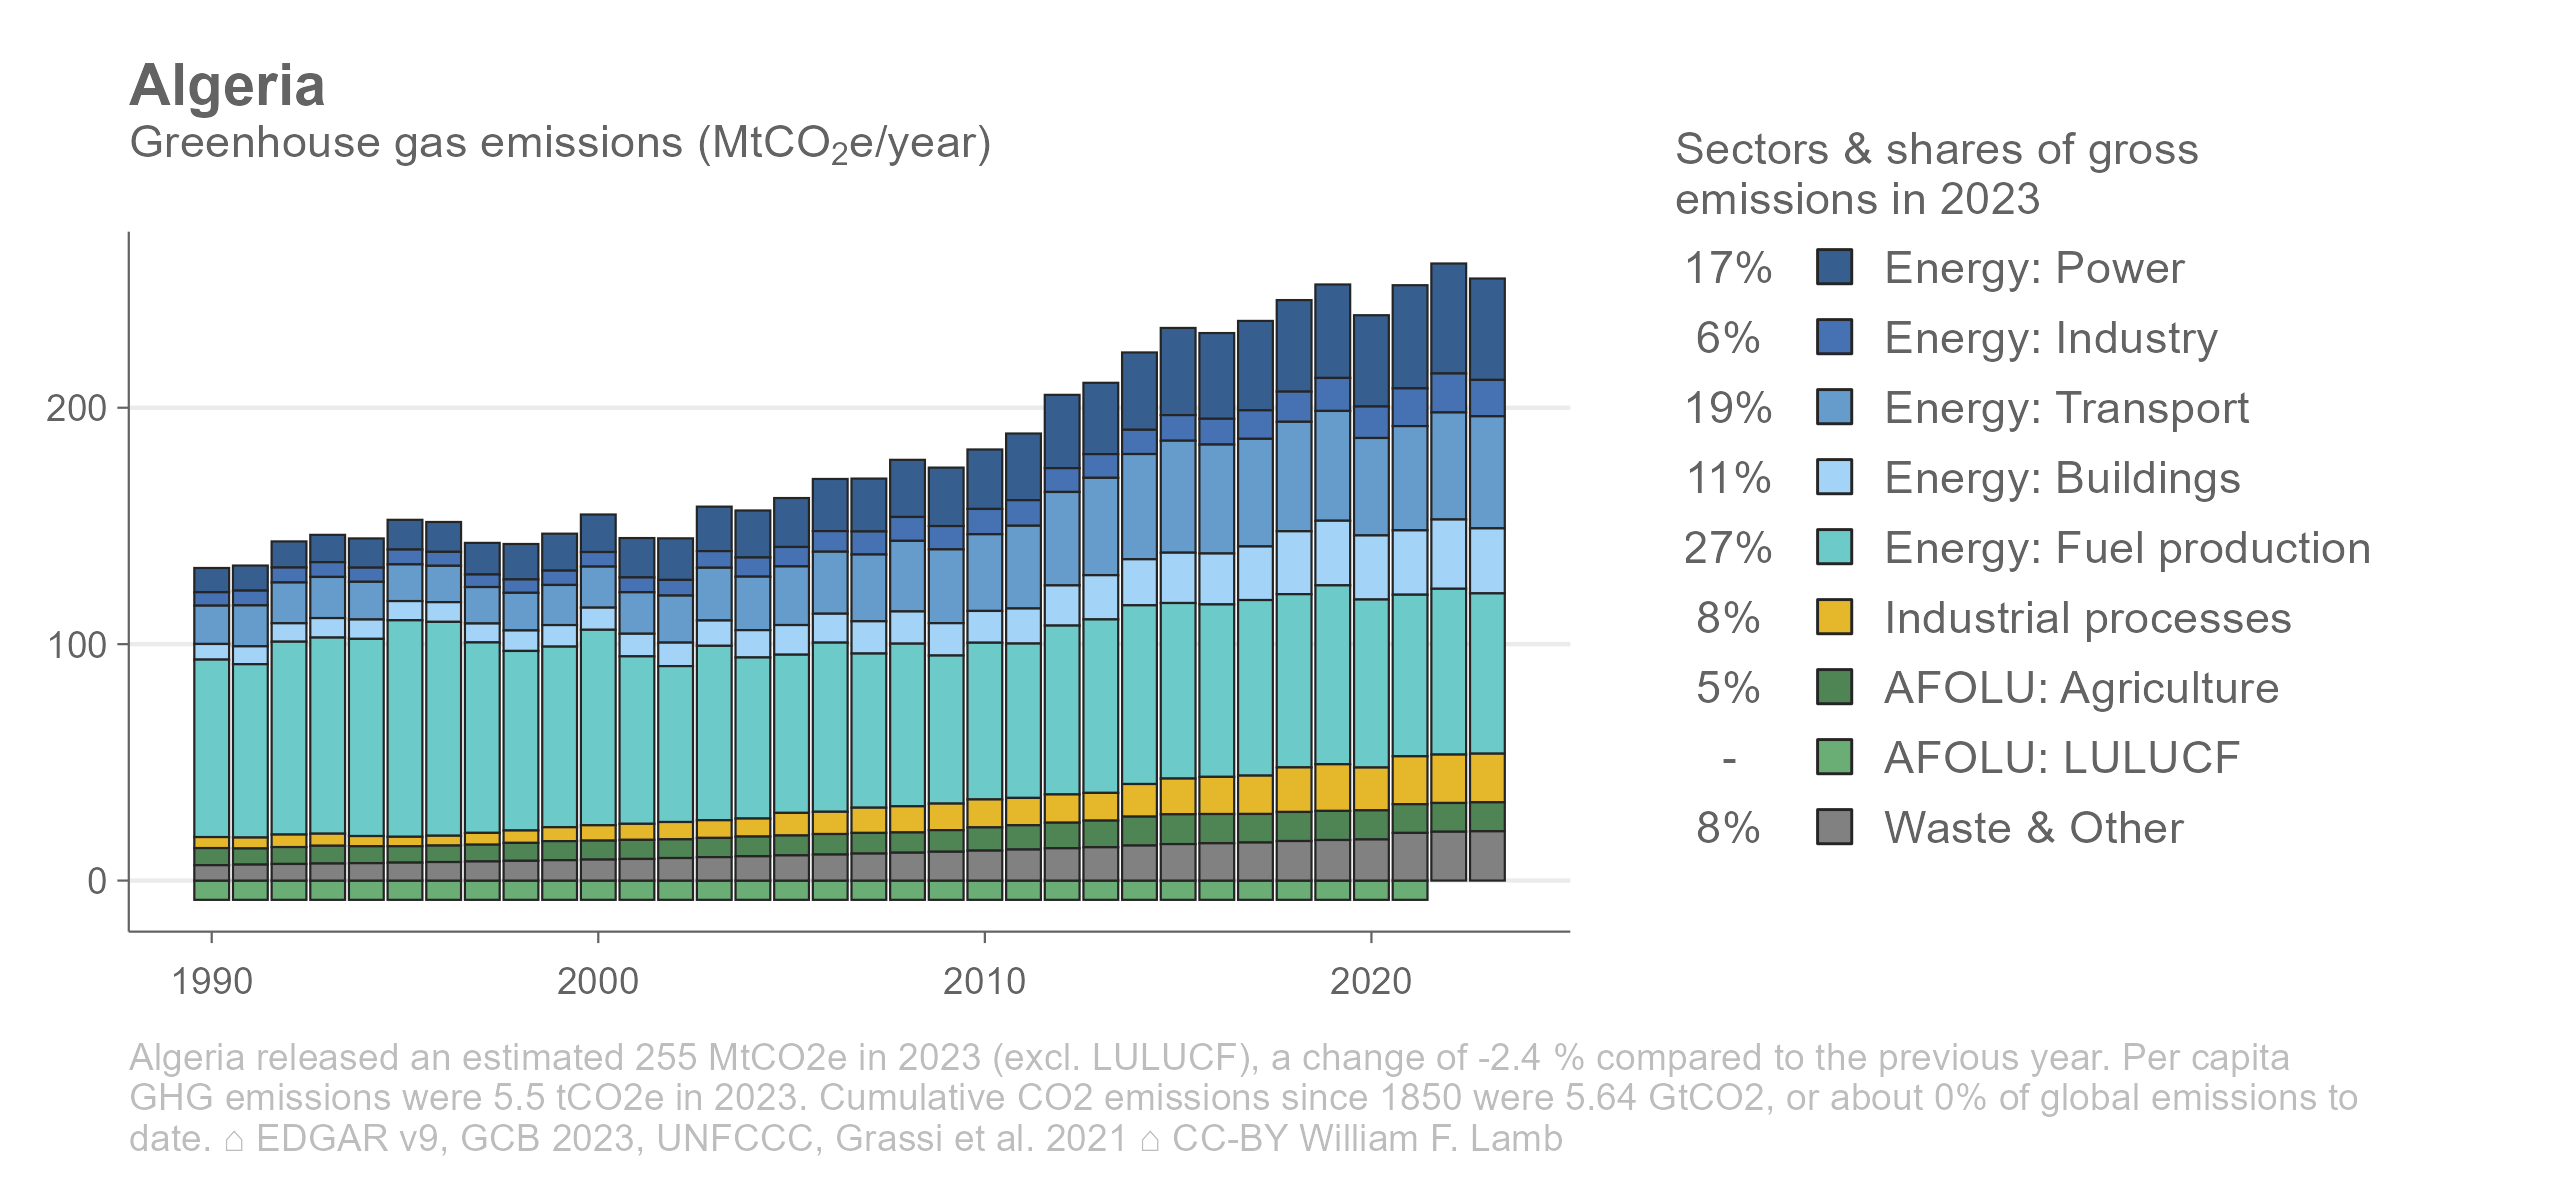 Algeria
Greenhouse gas emissions (MtCO₂e/year)
Sectors & shares of gross
emissions in 2023
17% Energy: Power
6% Energy: Industry
19% Energy: Transport
11% Energy: Buildings
27% Energy: Fuel production
8% Industrial processes
5% AFOLU: Agriculture
- AFOLU: LULUCF
8% Waste & Other
200
100
0
1990 2000 2010 2020
Algeria released an estimated 255 MtCO2e in 2023 (excl. LULUCF), a change of -2.4 % compared to the previous year. Per capita
GHG emissions were 5.5 tCO2e in 2023. Cumulative CO2 emissions since 1850 were 5.64 GtCO2, or about 0% of global emissions to
date. ⌂ EDGAR v9, GCB 2023, UNFCCC, Grassi et al. 2021 ⌂ CC-BY William F. Lamb